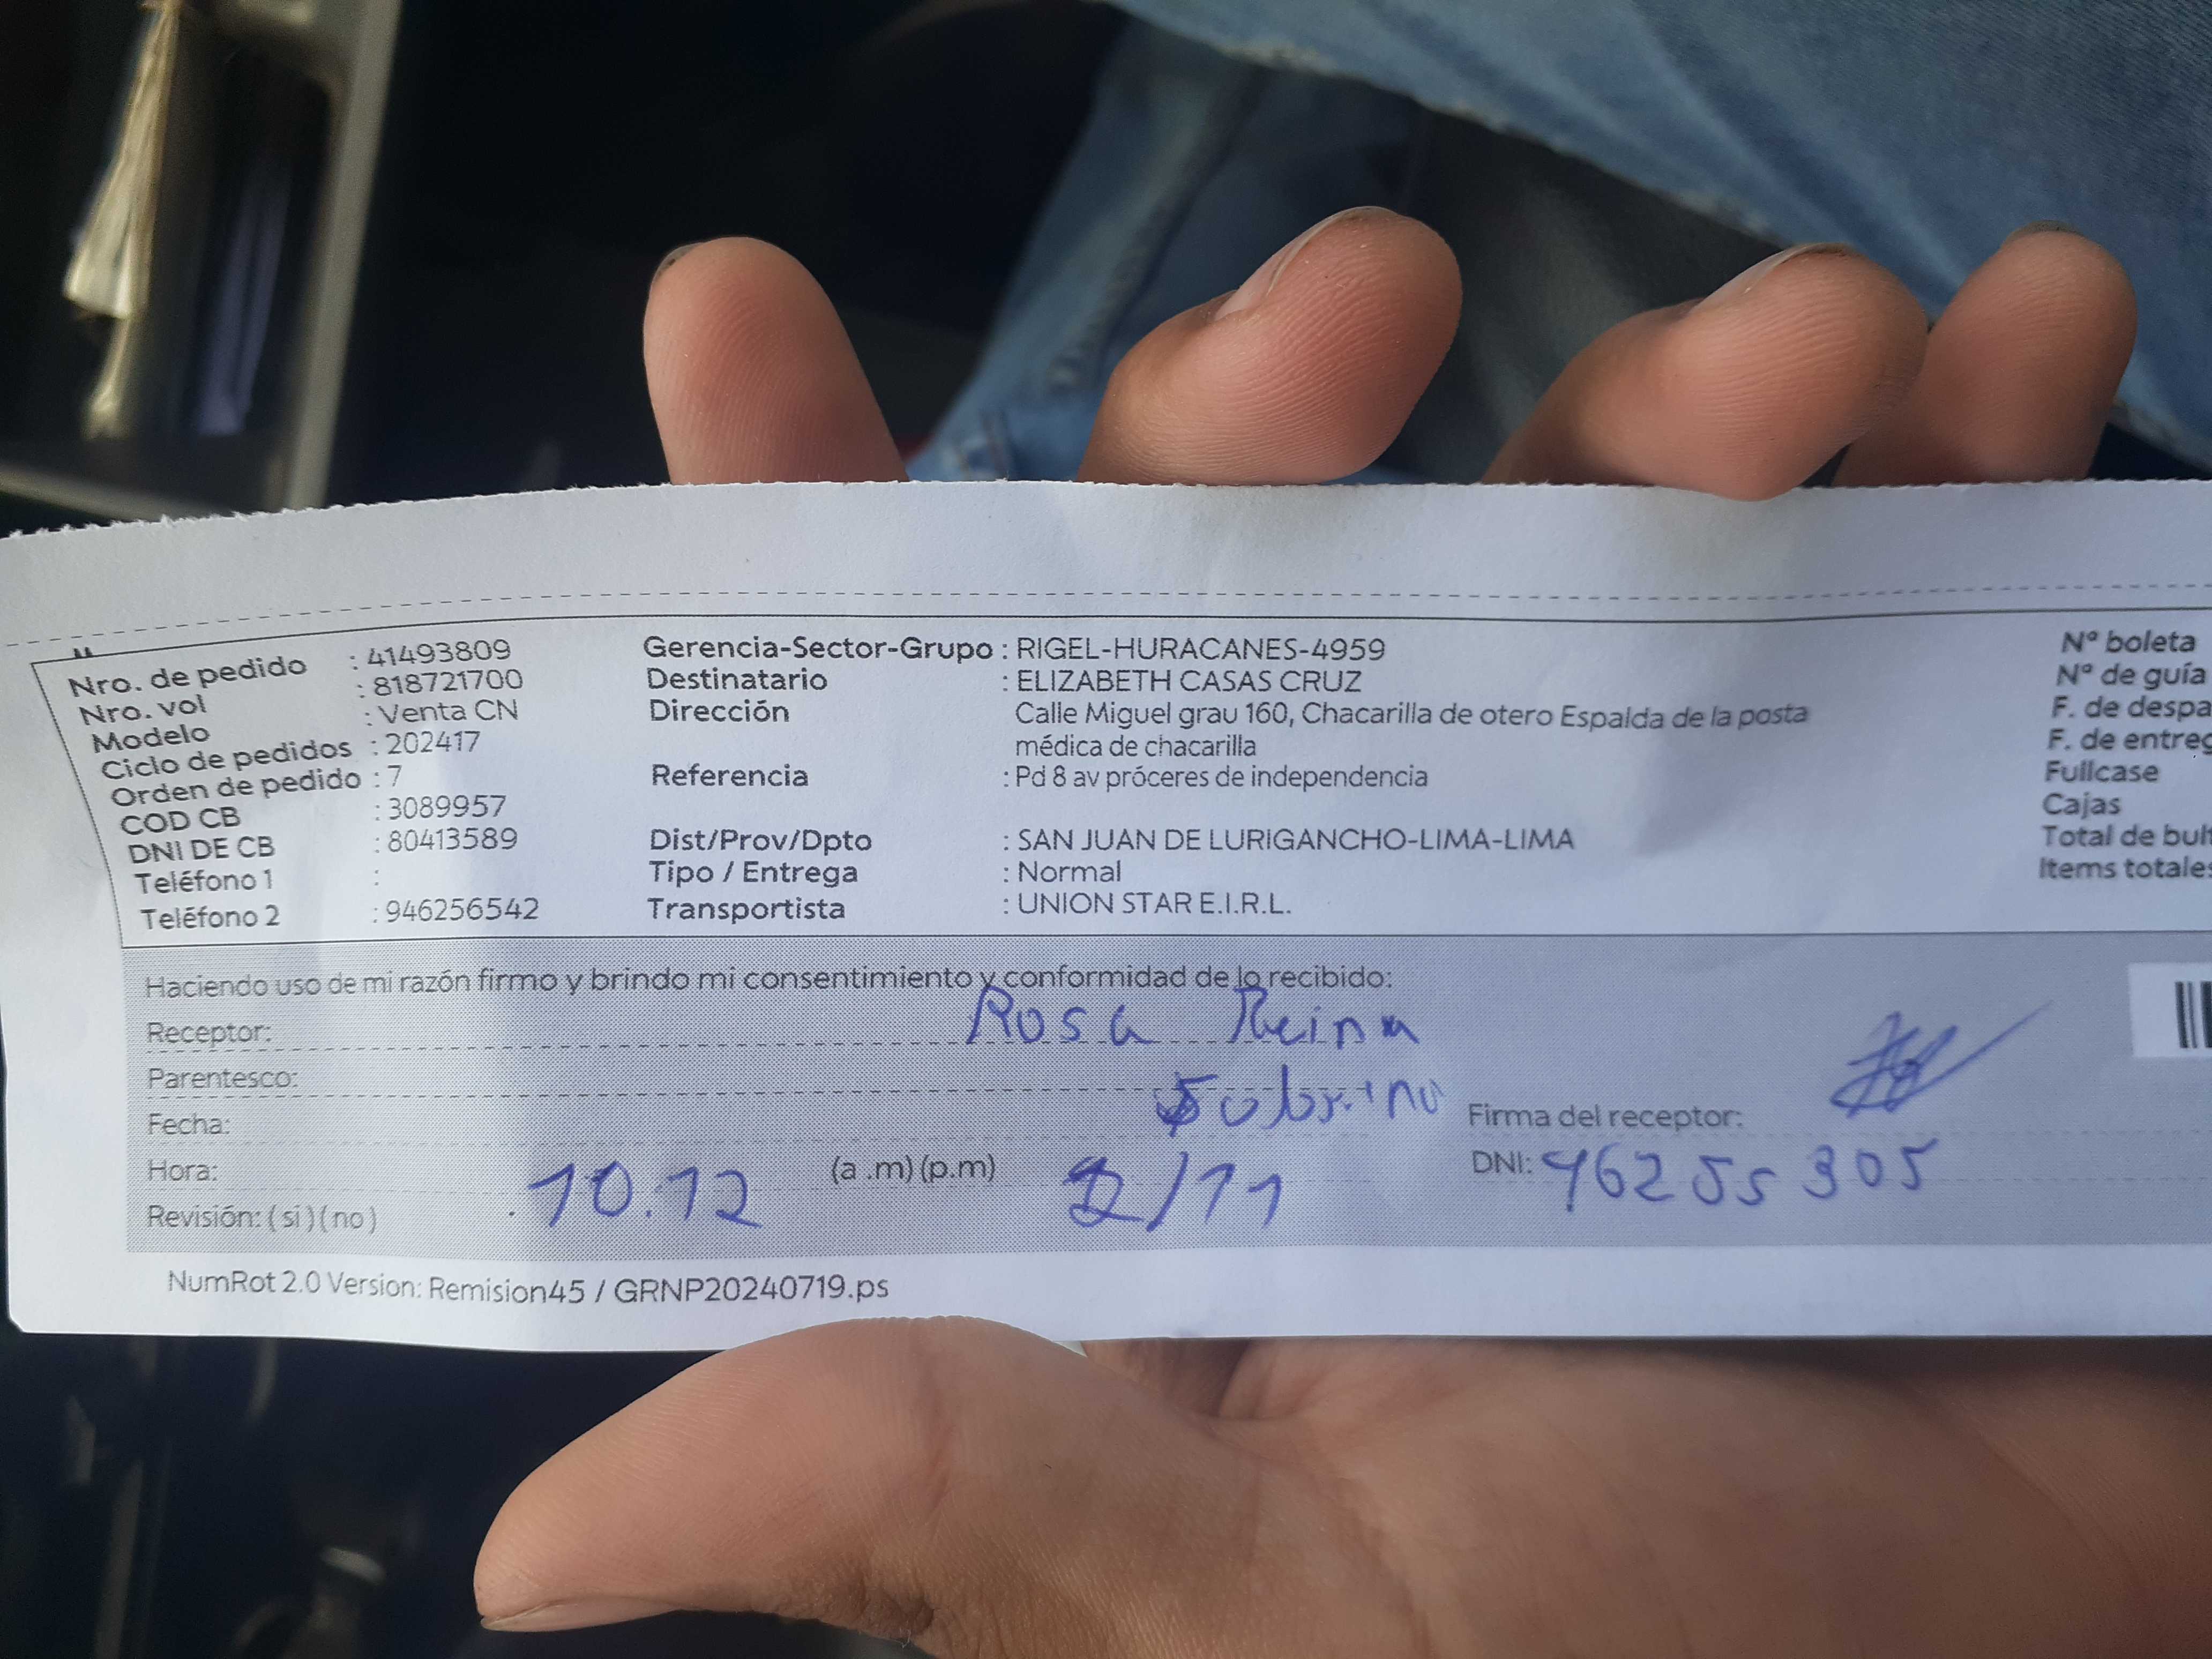 Nro. de pedido : 41493809
Nro. vol : 818721700
Modelo : Venta CN
Ciclo de pedidos : 202417
Orden de pedido : 7
COD CB : 3089957
DNI DE CB : 80413589
Teléfono 1 :
Teléfono 2 : 946256542
Gerencia-Sector-Grupo : RIGEL-HURACANES-4959
Destinatario : ELIZABETH CASAS CRUZ
Dirección Calle Miguel grau 160, Chacarilla de otero Espalda de la posta
médica de chacarilla
Referencia : Pd 8 av próceres de independencia
Dist/Prov/Dpto : SAN JUAN DE LURIGANCHO-LIMA-LIMA
Tipo / Entrega : Normal
Transportista : UNION STAR E.I.R.L.
Nº boleta
Nº de guía
F. de despa
F. de entreg
Fullcase
Cajas
Total de bult
Items totales
Haciendo uso de mi razón firmo y brindo mi consentimiento y conformidad de lo recibido:
Receptor: Rosa Reina
Parentesco: Sobrino
Fecha:
Firma del receptor:
Hora: 10.12 (a .m) (p.m) 2/11
DNI: 46255305
Revisión: ( si ) ( no )
NumRot 2.0 Version: Remision45 / GRNP20240719.ps